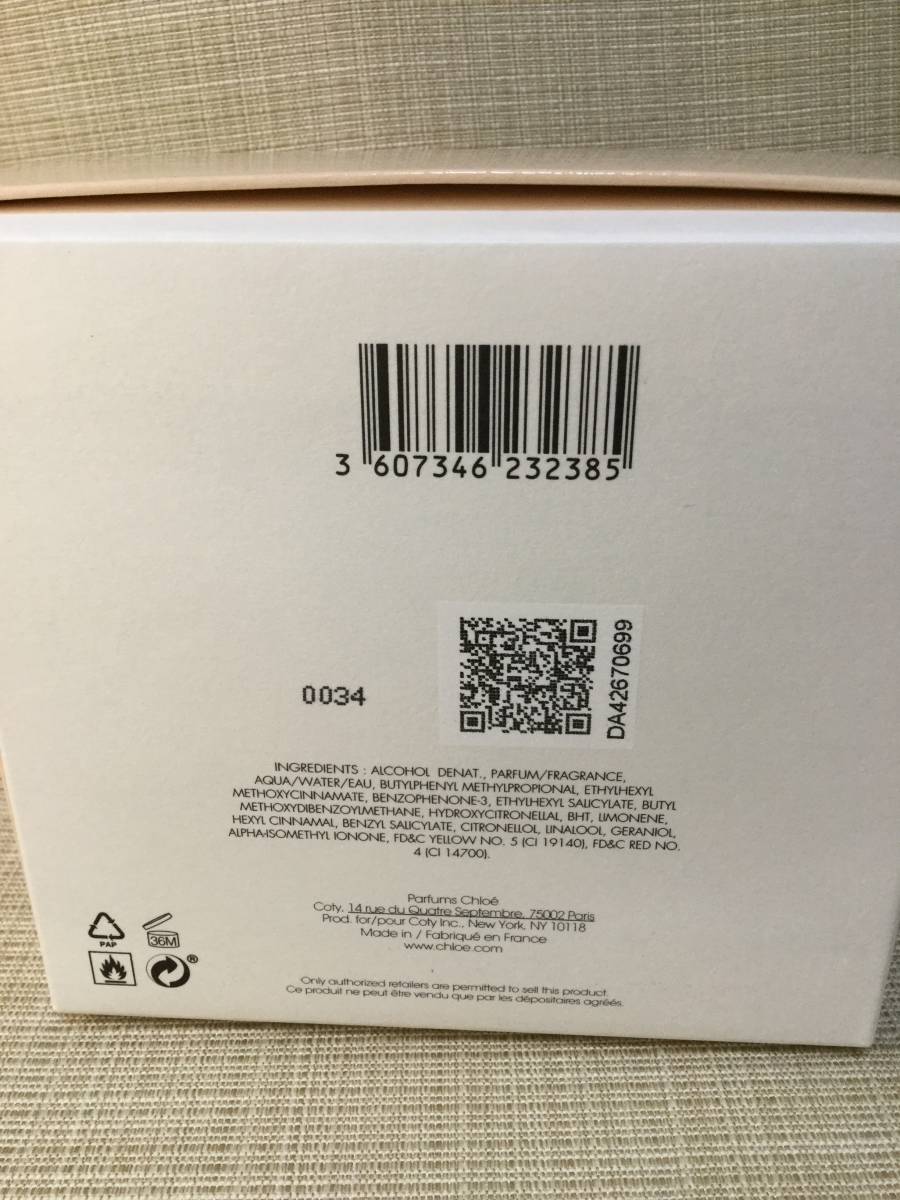 3 607346 232385
0034
DA42670699
INGREDIENTS : ALCOHOL DENAT., PARFUM/FRAGRANCE,
AQUA/WATER/EAU, BUTYLPHENYL METHYLPROPIONAL, ETHYLHEXYL
METHOXYCINNAMATE, BENZOPHENONE-3, ETHYLHEXYL SALICYLATE, BUTYL
METHOXYDIBENZOYLMETHANE, HYDROXYCITRONELLAL, BHT, LIMONENE,
HEXYL CINNAMAL, BENZYL SALICYLATE, CITRONELLOL, LINALOOL, GERANIOL,
ALPHA-ISOMETHYL IONONE, FD&C YELLOW NO. 5 (CI 19140), FD&C RED NO.
4 (CI 14700).
Parfums Chloé
Coty, 14 rue du Quatre Septembre, 75002 Paris
Prod. for/pour Coty Inc., New York, NY 10118
Made in / Fabriqué en France
www.chloe.com
PAP
36M
®
Only authorized retailers are permitted to sell this product.
Ce produit ne peut être vendu que par les dépositaires agréés.